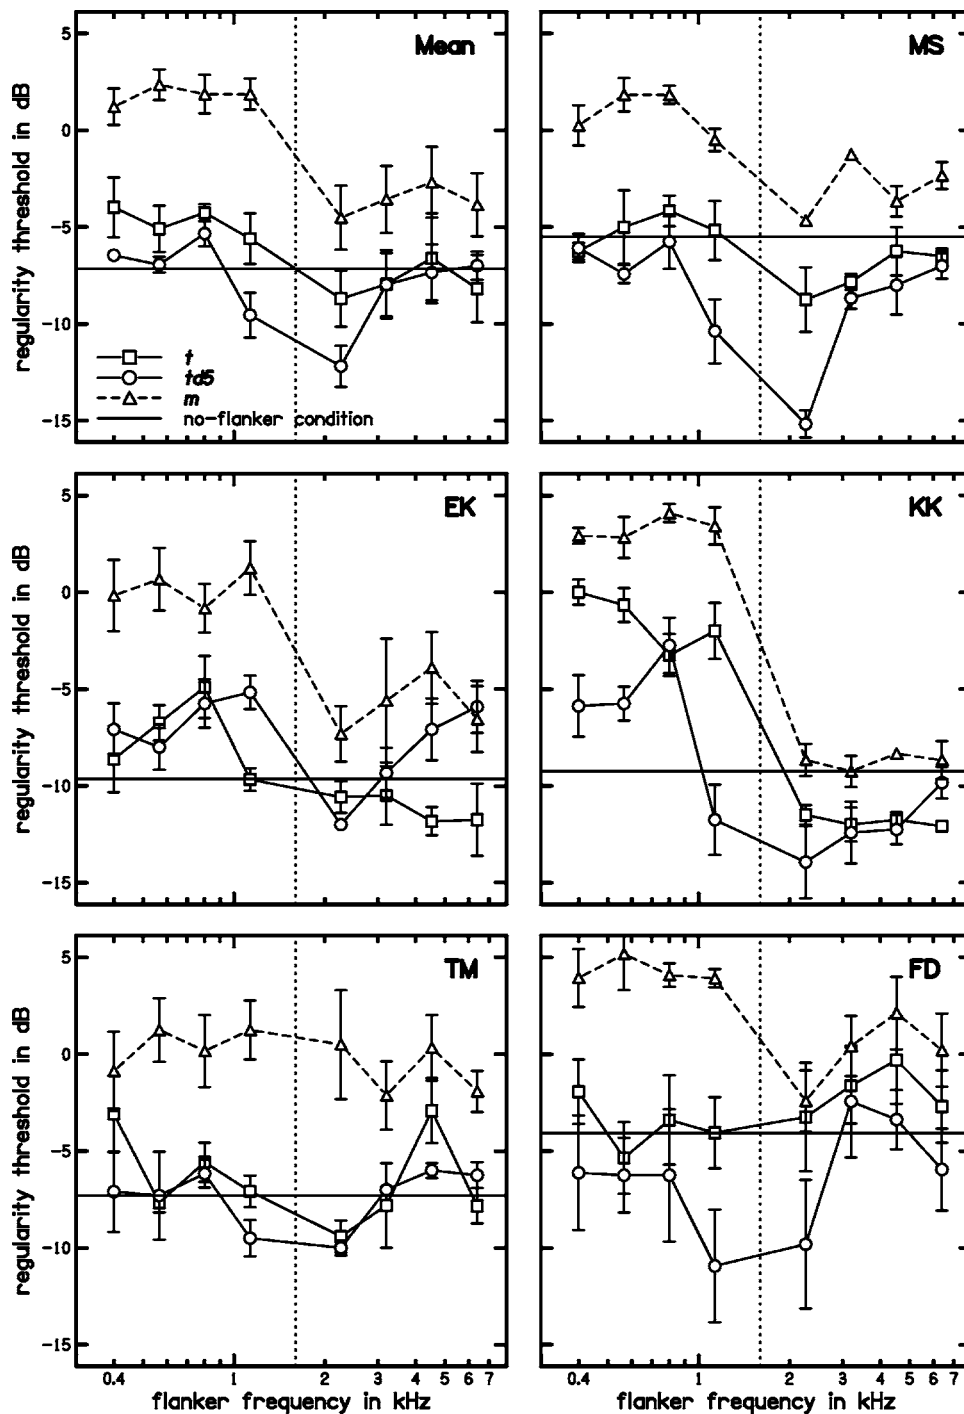 Mean
MS
regularity threshold in dB
5
0
-5
-10
-15
t
td5
m
no-flanker condition
EK
KK
regularity threshold in dB
5
0
-5
-10
-15
TM
FD
regularity threshold in dB
5
0
-5
-10
-15
0.4 1 2 3 4 5 6 7
0.4 1 2 3 4 5 6 7
flanker frequency in kHz
flanker frequency in kHz